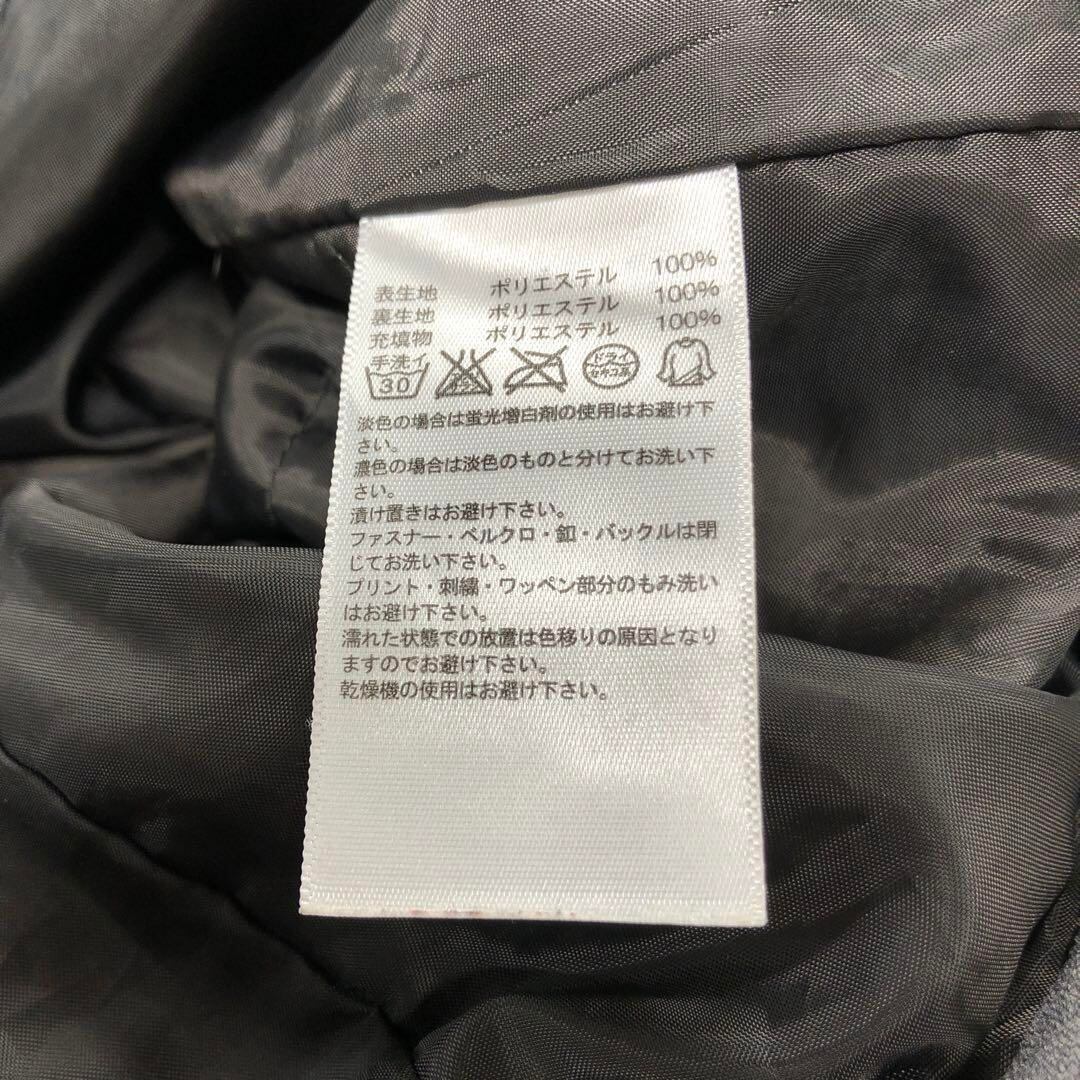 表生地 ポリエステル 100%
裏生地 ポリエステル 100%
充填物 ポリエステル 100%
手洗イ
30
ドライ
セキユ系
淡色の場合は蛍光増白剤の使用はお避け下
さい。
濃色の場合は淡色のものと分けてお洗い下
さい。
漬け置きはお避け下さい。
ファスナー・ベルクロ・釦・バックルは閉
じてお洗い下さい。
プリント・刺繍・ワッペン部分のもみ洗い
はお避け下さい。
濡れた状態での放置は色移りの原因となり
ますのでお避け下さい。
乾燥機の使用はお避け下さい。